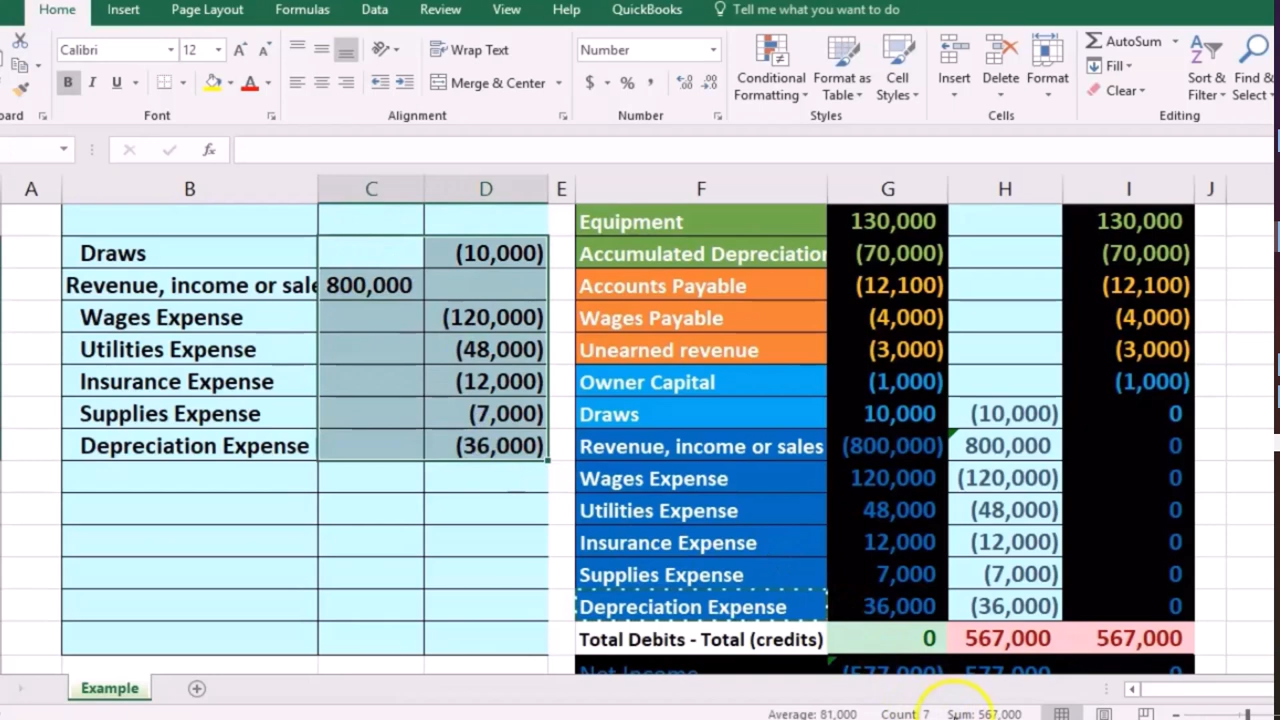 Home Insert Page Layout Formulas Data Review View Help QuickBooks Tell me what you want to do
Calibri 12 A A Wrap Text Number AutoSum
B I U A Merge & Center $ % , Conditional Formatting Format as Table Cell Styles Insert Delete Format Fill Clear Sort & Filter Find & Select
Font Alignment Number Styles Cells Editing
fx
A B C D E F G H I J
Equipment 130,000 130,000
Draws (10,000) Accumulated Depreciation (70,000) (70,000)
Revenue, income or sale 800,000 Accounts Payable (12,100) (12,100)
Wages Expense (120,000) Wages Payable (4,000) (4,000)
Utilities Expense (48,000) Unearned revenue (3,000) (3,000)
Insurance Expense (12,000) Owner Capital (1,000) (1,000)
Supplies Expense (7,000) Draws 10,000 (10,000) 0
Depreciation Expense (36,000) Revenue, income or sales (800,000) 800,000 0
Wages Expense 120,000 (120,000) 0
Utilities Expense 48,000 (48,000) 0
Insurance Expense 12,000 (12,000) 0
Supplies Expense 7,000 (7,000) 0
Depreciation Expense 36,000 (36,000) 0
Total Debits - Total (credits) 0 567,000 567,000
Net Income (577,000) 577,000 0
Example
Average: 81,000 Count: 7 Sum: 567,000